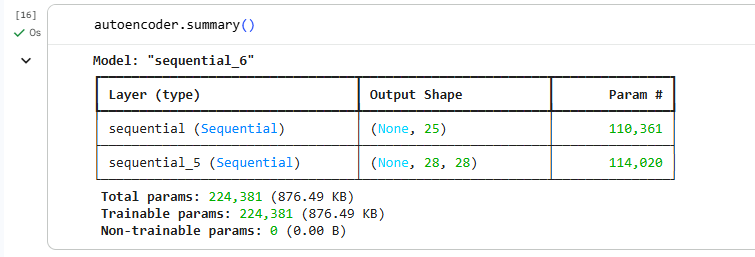 [16]
0s
autoencoder.summary()
Model: "sequential_6"
Layer (type) Output Shape Param #
sequential (Sequential) (None, 25) 110,361
sequential_5 (Sequential) (None, 28, 28) 114,020
Total params: 224,381 (876.49 KB)
Trainable params: 224,381 (876.49 KB)
Non-trainable params: 0 (0.00 B)